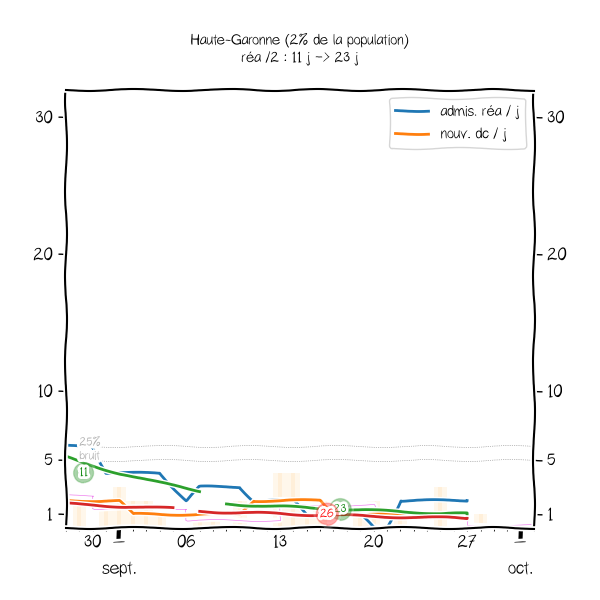 Haute-Garonne (2% de la population)
réa /2 : 11 j -> 23 j
admis. réa / j
nouv. dc / j
30
30
20
20
10
10
25%
bruit
5
5
11
26
23
1
1
30
06
13
20
27
sept.
oct.